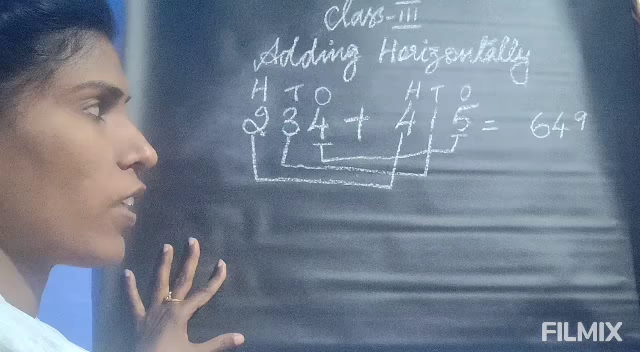 Class-III
Adding Horizontally
H T O H T O
234 + 415 = 649
FILMIX